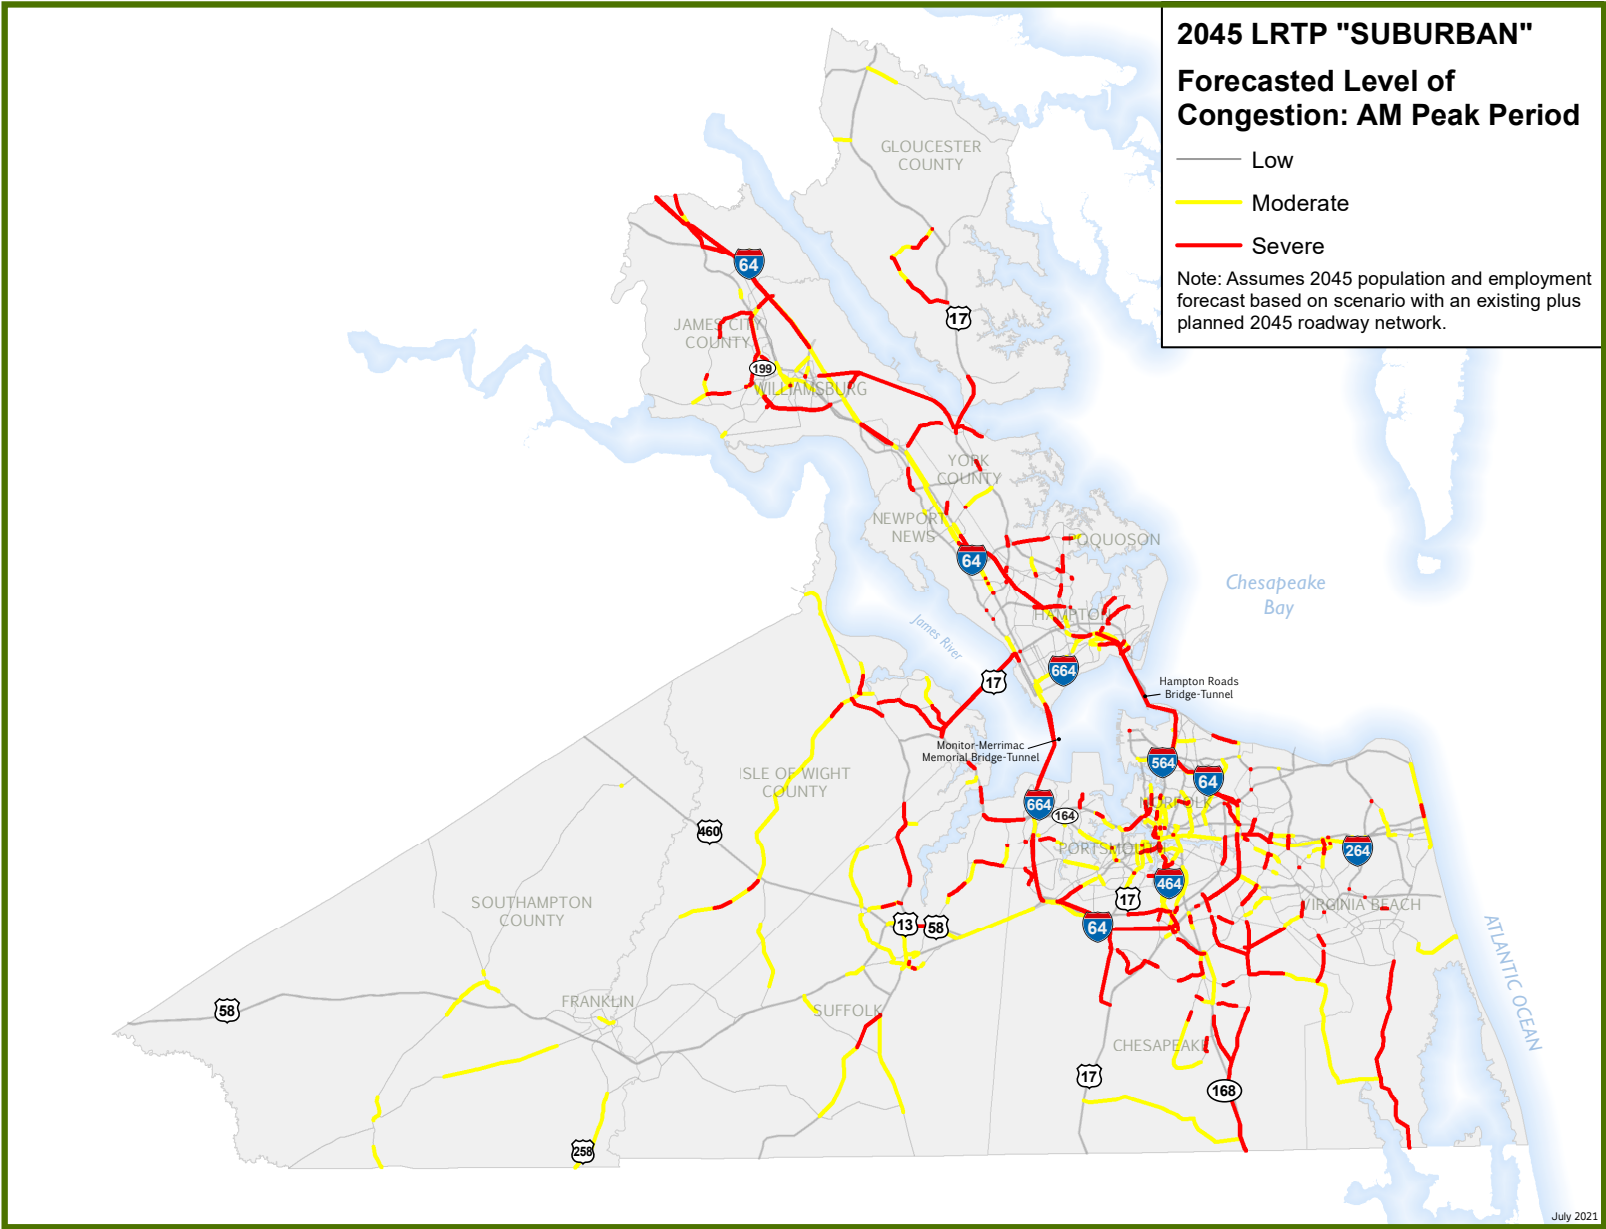 2045 LRTP "SUBURBAN"
Forecasted Level of
Congestion: AM Peak Period
Low
Moderate
Severe
Note: Assumes 2045 population and employment
forecast based on scenario with an existing plus
planned 2045 roadway network.
GLOUCESTER
COUNTY
64
17
JAMES CITY
COUNTY
199
WILLIAMSBURG
YORK
COUNTY
NEWPORT
NEWS
64
POQUOSON
Chesapeake
Bay
HAMPTON
James River
664
17
Hampton Roads
Bridge-Tunnel
Monitor-Merrimac
Memorial Bridge-Tunnel
564
64
ISLE OF WIGHT
COUNTY
664
164
NORFOLK
460
PORTSMOUTH
264
464
17
SOUTHAMPTON
COUNTY
VIRGINIA BEACH
13
58
64
ATLANTIC OCEAN
58
FRANKLIN
SUFFOLK
CHESAPEAKE
17
168
258
July 2021